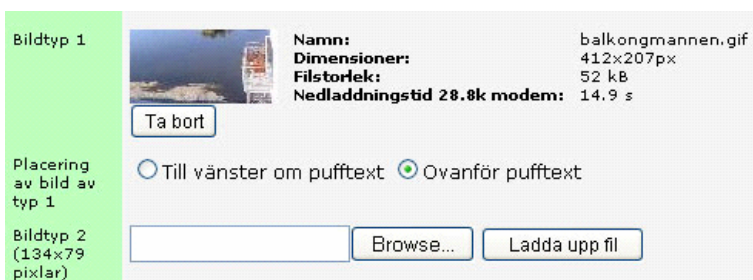 Bildtyp 1
Namn: balkongmannen.gif
Dimensioner: 412x207px
Filstorlek: 52 kB
Nedladdningstid 28.8k modem: 14.9 s
Ta bort
Placering
av bild av
typ 1
Till vänster om pufftext Ovanför pufftext
Bildtyp 2
(134x79
pixlar)
Browse... Ladda upp fil